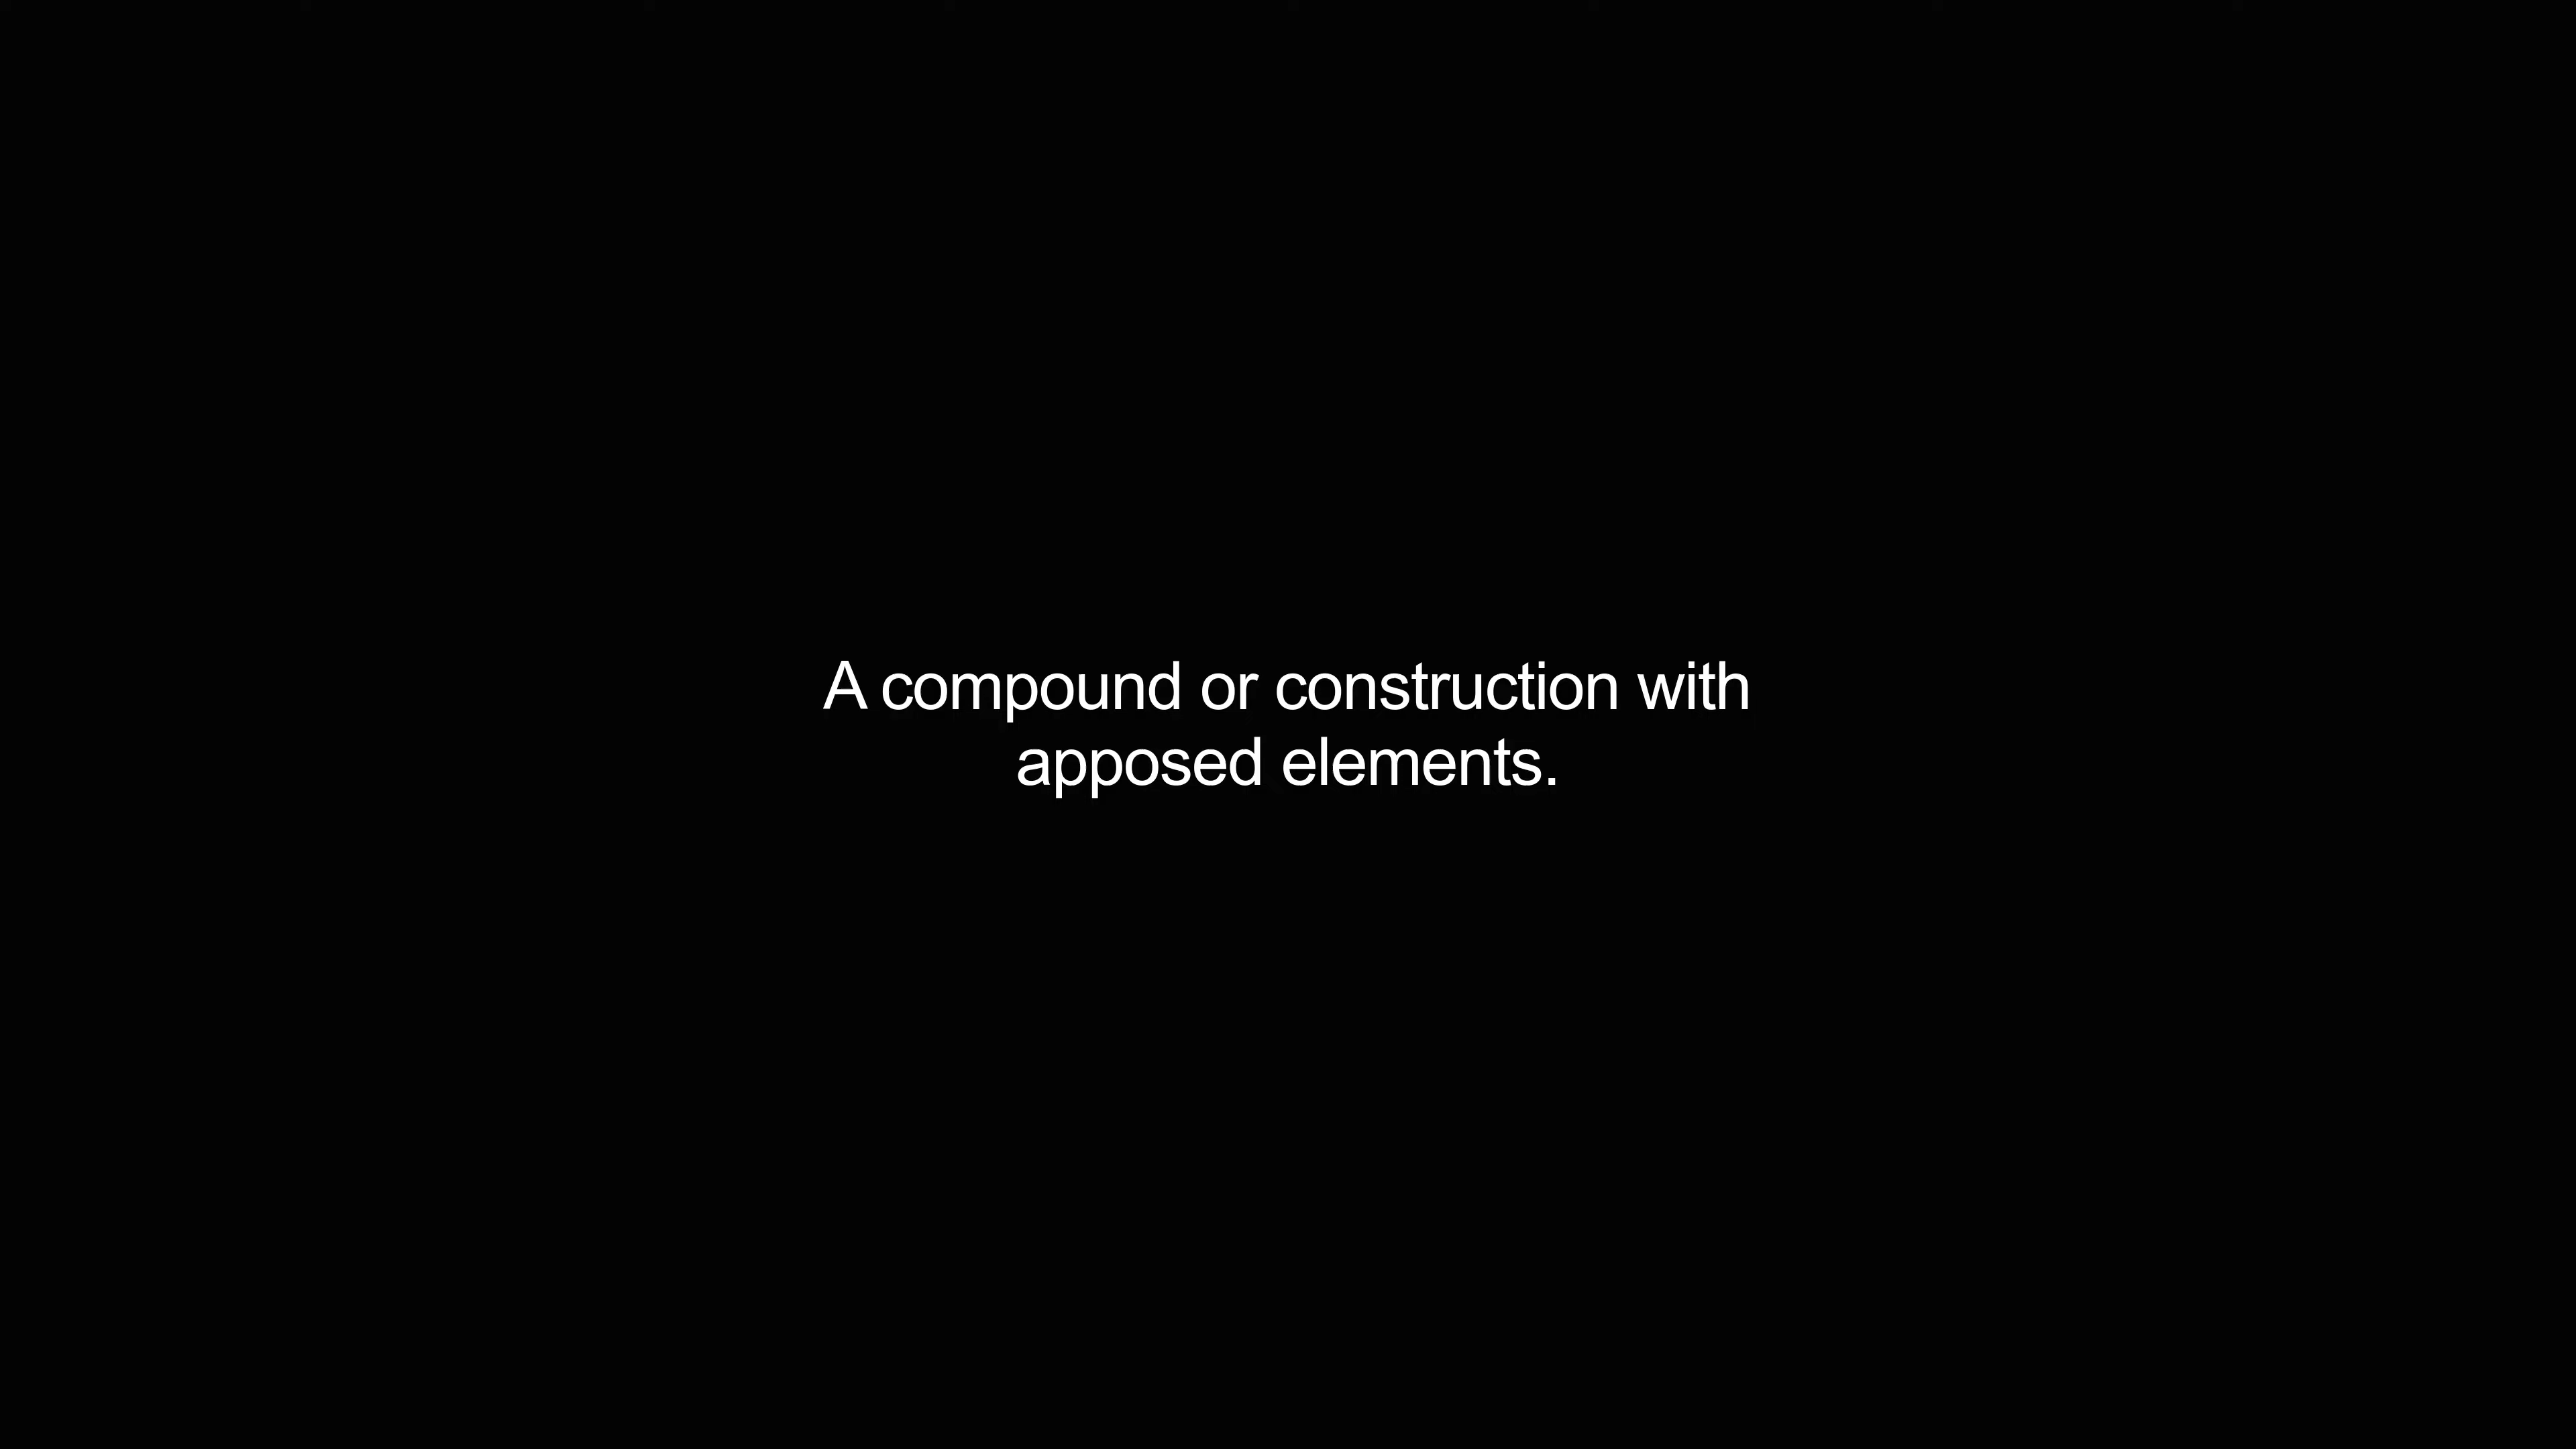 A compound or construction with
apposed elements.